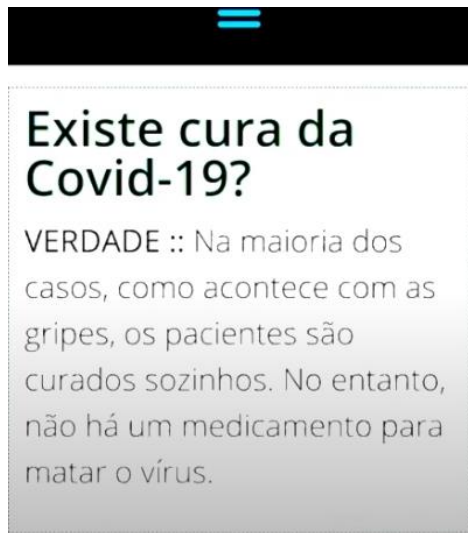 Existe cura da
Covid-19?
VERDADE :: Na maioria dos
casos, como acontece com as
gripes, os pacientes são
curados sozinhos. No entanto,
não há um medicamento para
matar o vírus.